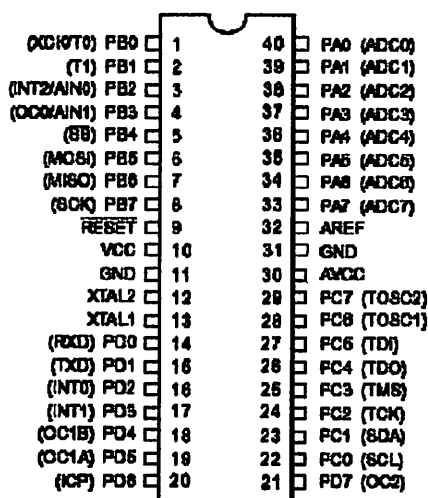 (XCK/T0) PB0 1 40 PA0 (ADC0)
(T1) PB1 2 39 PA1 (ADC1)
(INT2/AIN0) PB2 3 38 PA2 (ADC2)
(OC0/AIN1) PB3 4 37 PA3 (ADC3)
(SS) PB4 5 36 PA4 (ADC4)
(MOSI) PB5 6 35 PA5 (ADC5)
(MISO) PB6 7 34 PA6 (ADC6)
(SCK) PB7 8 33 PA7 (ADC7)
RESET 9 32 AREF
VCC 10 31 GND
GND 11 30 AVCC
XTAL2 12 29 PC7 (TOSC2)
XTAL1 13 28 PC6 (TOSC1)
(RXD) PD0 14 27 PC5 (TDI)
(TXD) PD1 15 26 PC4 (TDO)
(INT0) PD2 16 25 PC3 (TMS)
(INT1) PD3 17 24 PC2 (TCK)
(OC1B) PD4 18 23 PC1 (SDA)
(OC1A) PD5 19 22 PC0 (SCL)
(ICP) PD6 20 21 PD7 (OC2)